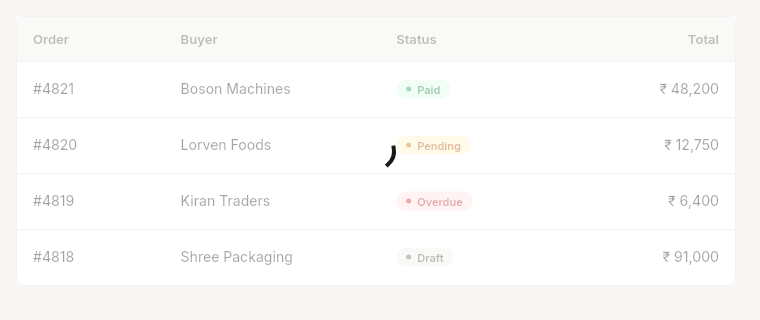 Order Buyer Status Total
#4821 Boson Machines Paid ₹ 48,200
#4820 Lorven Foods Pending ₹ 12,750
#4819 Kiran Traders Overdue ₹ 6,400
#4818 Shree Packaging Draft ₹ 91,000